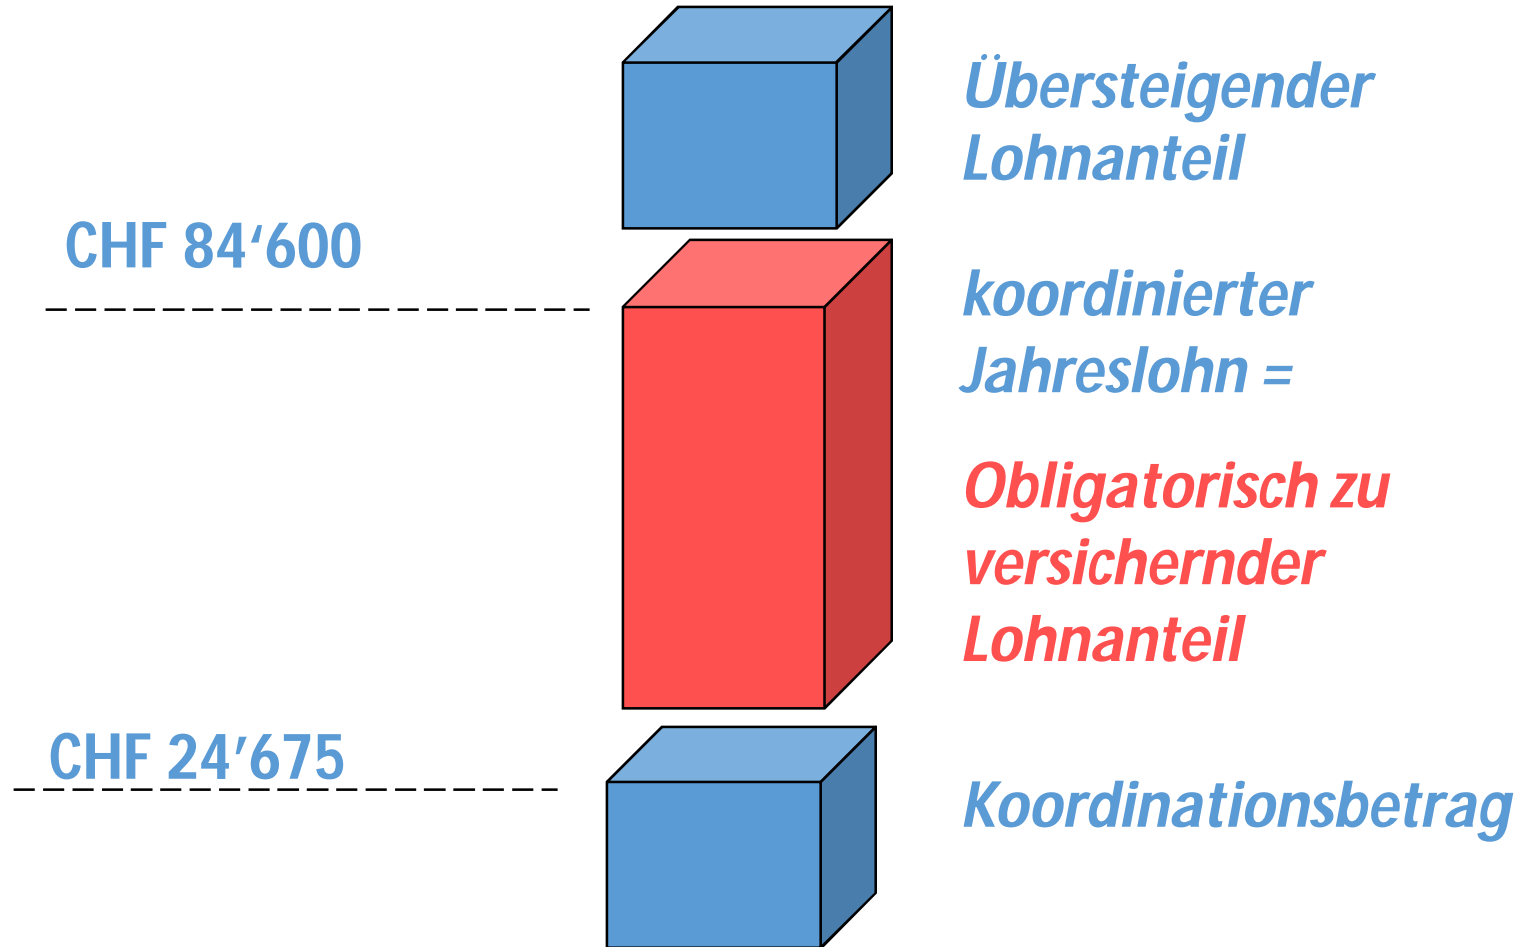 Übersteigender
Lohnanteil
CHF 84‘600
koordinierter
Jahreslohn =
Obligatorisch zu
versichernder
Lohnanteil
CHF 24’675
Koordinationsbetrag